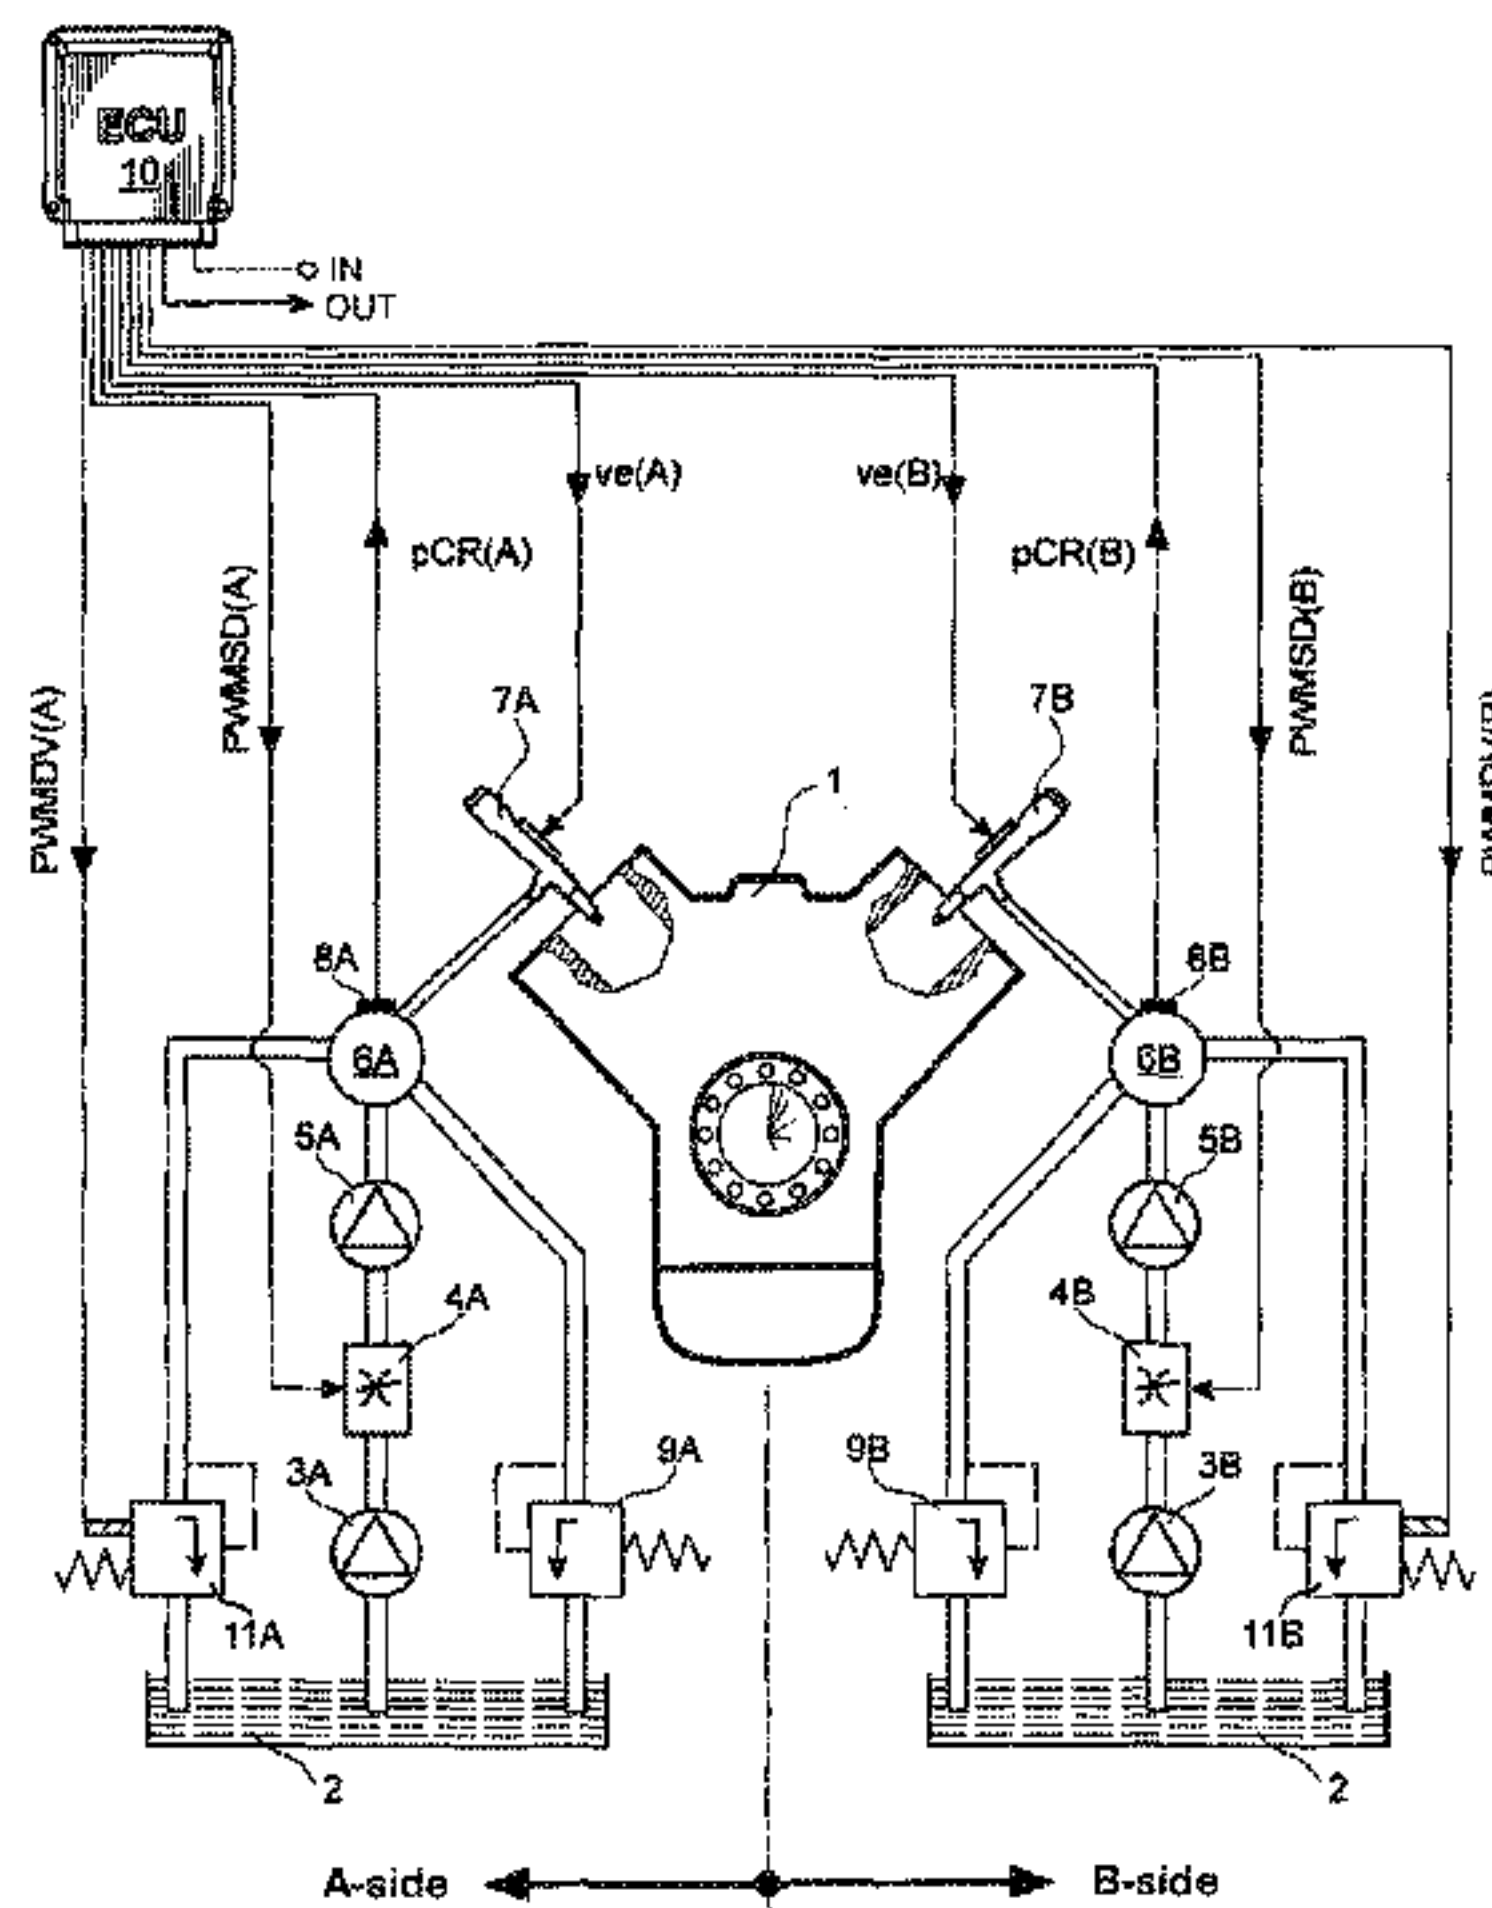 ECU
10
IN
OUT
ve(A)
ve(B)
pCR(A)
pCR(B)
PWMSD(A)
PWMSD(B)
PWMDV(A)
7A
7B
1
8A
8B
6A
6B
5A
5B
4A
4B
9A
9B
3A
3B
11A
11B
2
2
A-side
B-side